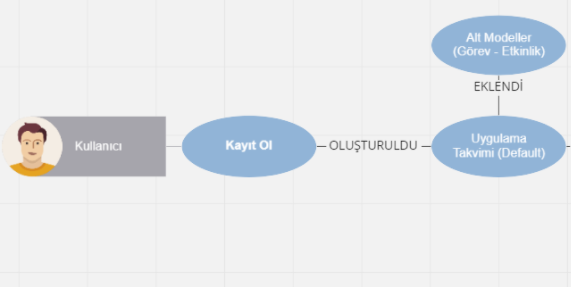 Alt Modeller
(Görev - Etkinlik)
EKLENDİ
Kullanıcı
Kayıt Ol
OLUŞTURULDU
Uygulama
Takvimi (Default)